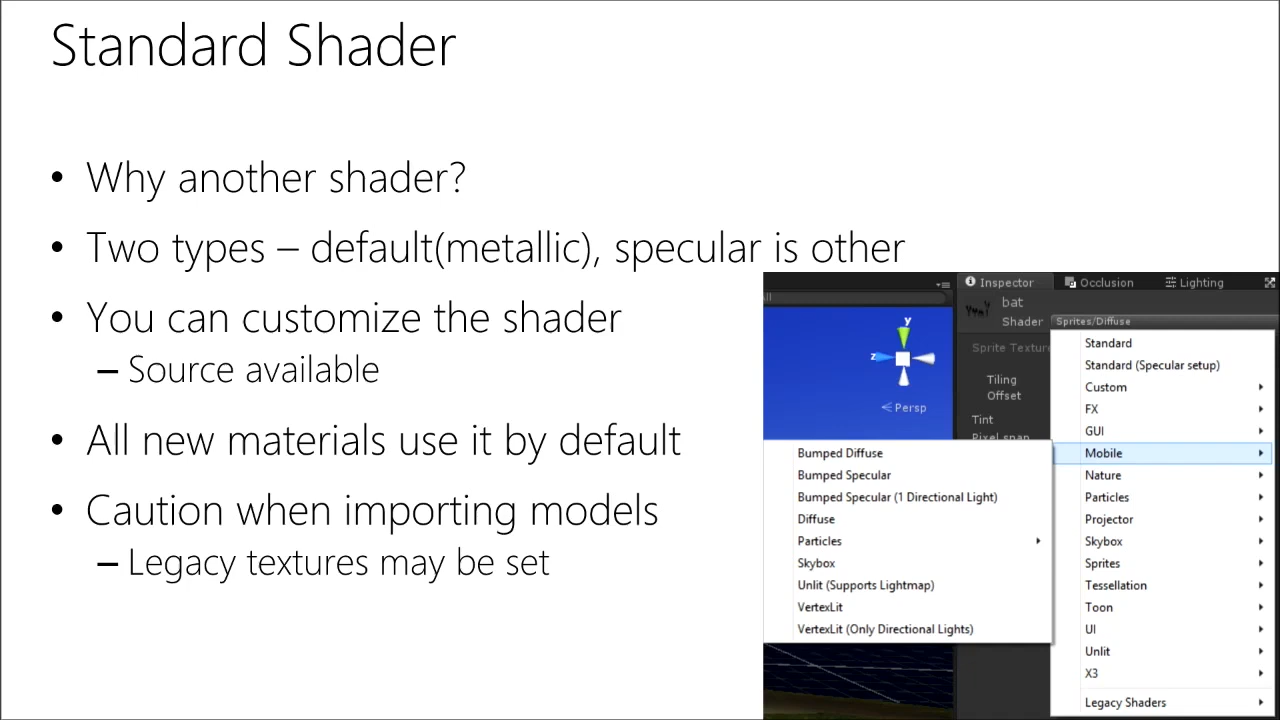 Standard Shader
• Why another shader?
• Two types – default(metallic), specular is other
• You can customize the shader
– Source available
• All new materials use it by default
• Caution when importing models
– Legacy textures may be set
All
y
z
Persp
Inspector
Occlusion
Lighting
bat
Shader
Sprites/Diffuse
Sprite Texture
Tiling
Offset
Tint
Pixel snap
Standard
Standard (Specular setup)
Custom
FX
GUI
Mobile
Nature
Particles
Projector
Skybox
Sprites
Tessellation
Toon
UI
Unlit
X3
Legacy Shaders
Bumped Diffuse
Bumped Specular
Bumped Specular (1 Directional Light)
Diffuse
Particles
Skybox
Unlit (Supports Lightmap)
VertexLit
VertexLit (Only Directional Lights)